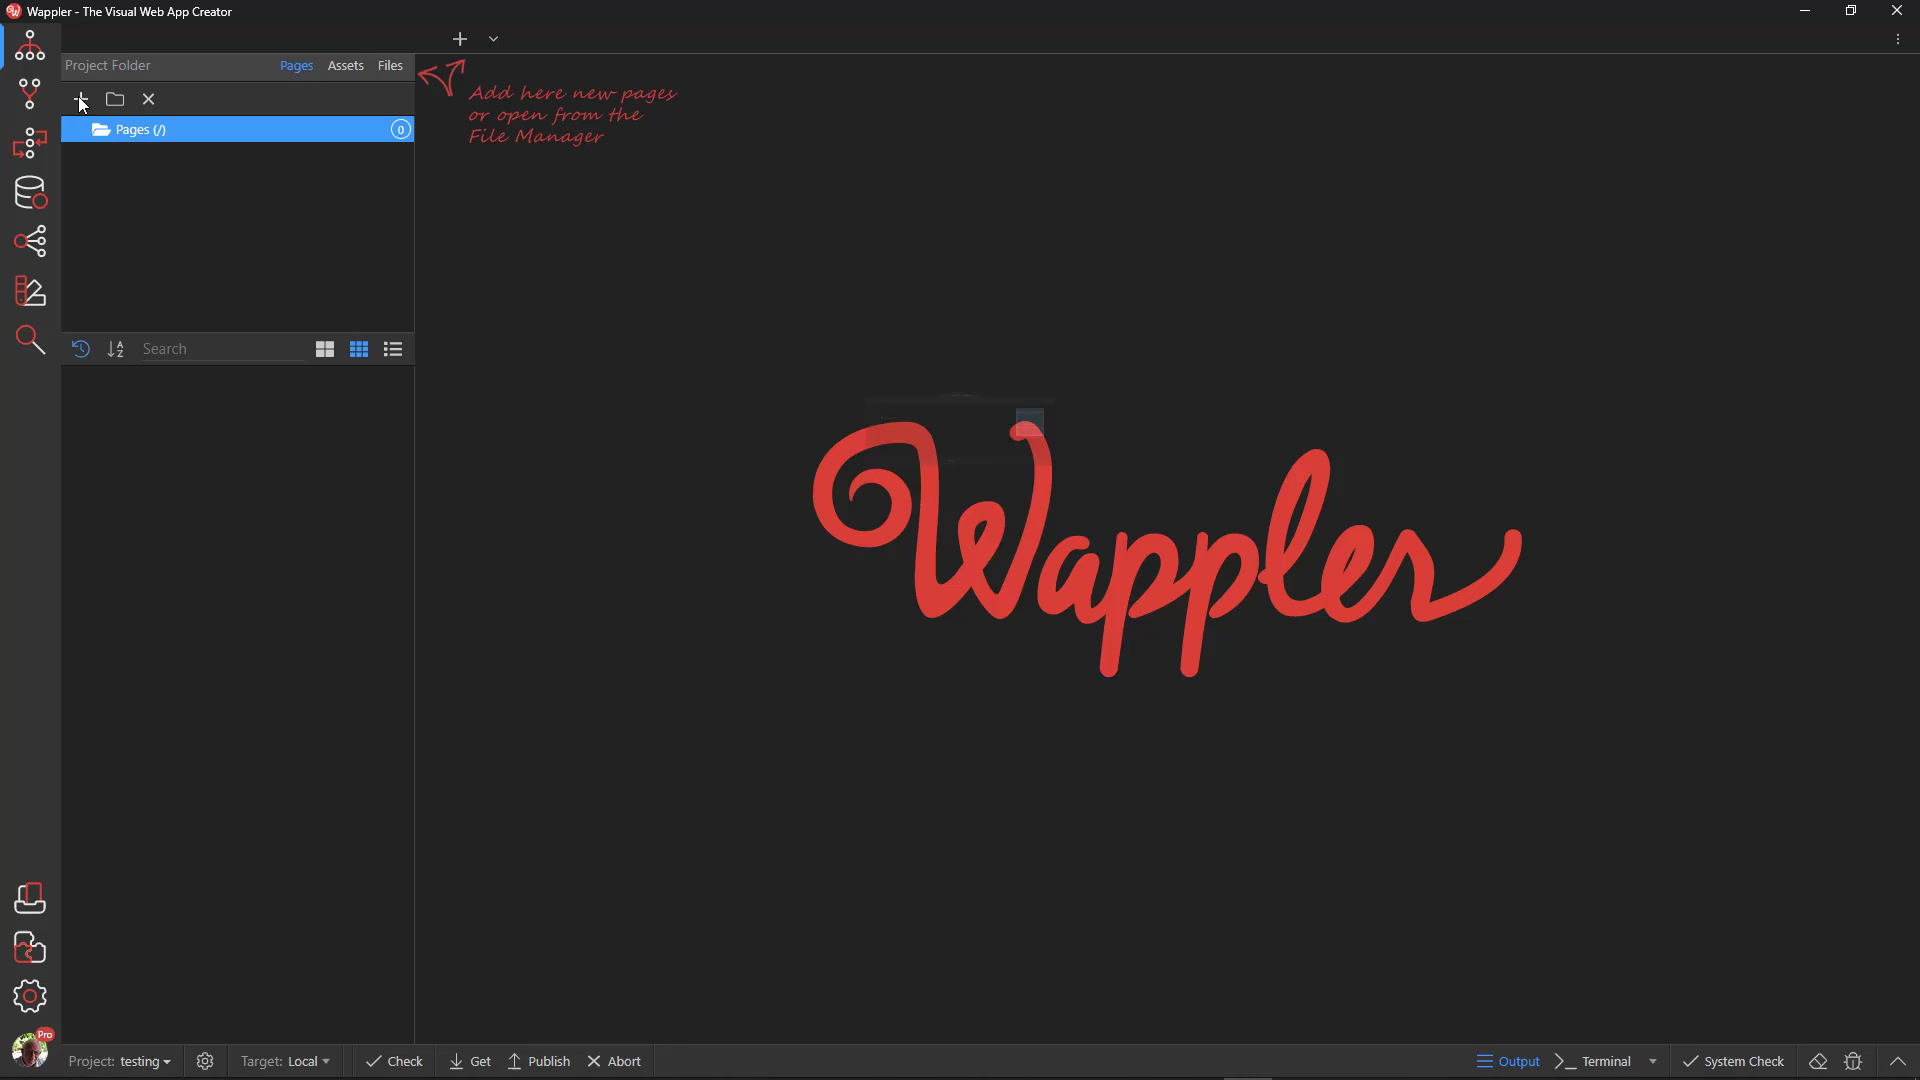 Wappler - The Visual Web App Creator
Project Folder
Pages
Assets
Files
Add here new pages
or open from the
File Manager
Pages (/)
0
Search
Wappler
Pro
Project: testing
Target: Local
Check
Get
Publish
Abort
Output
Terminal
System Check